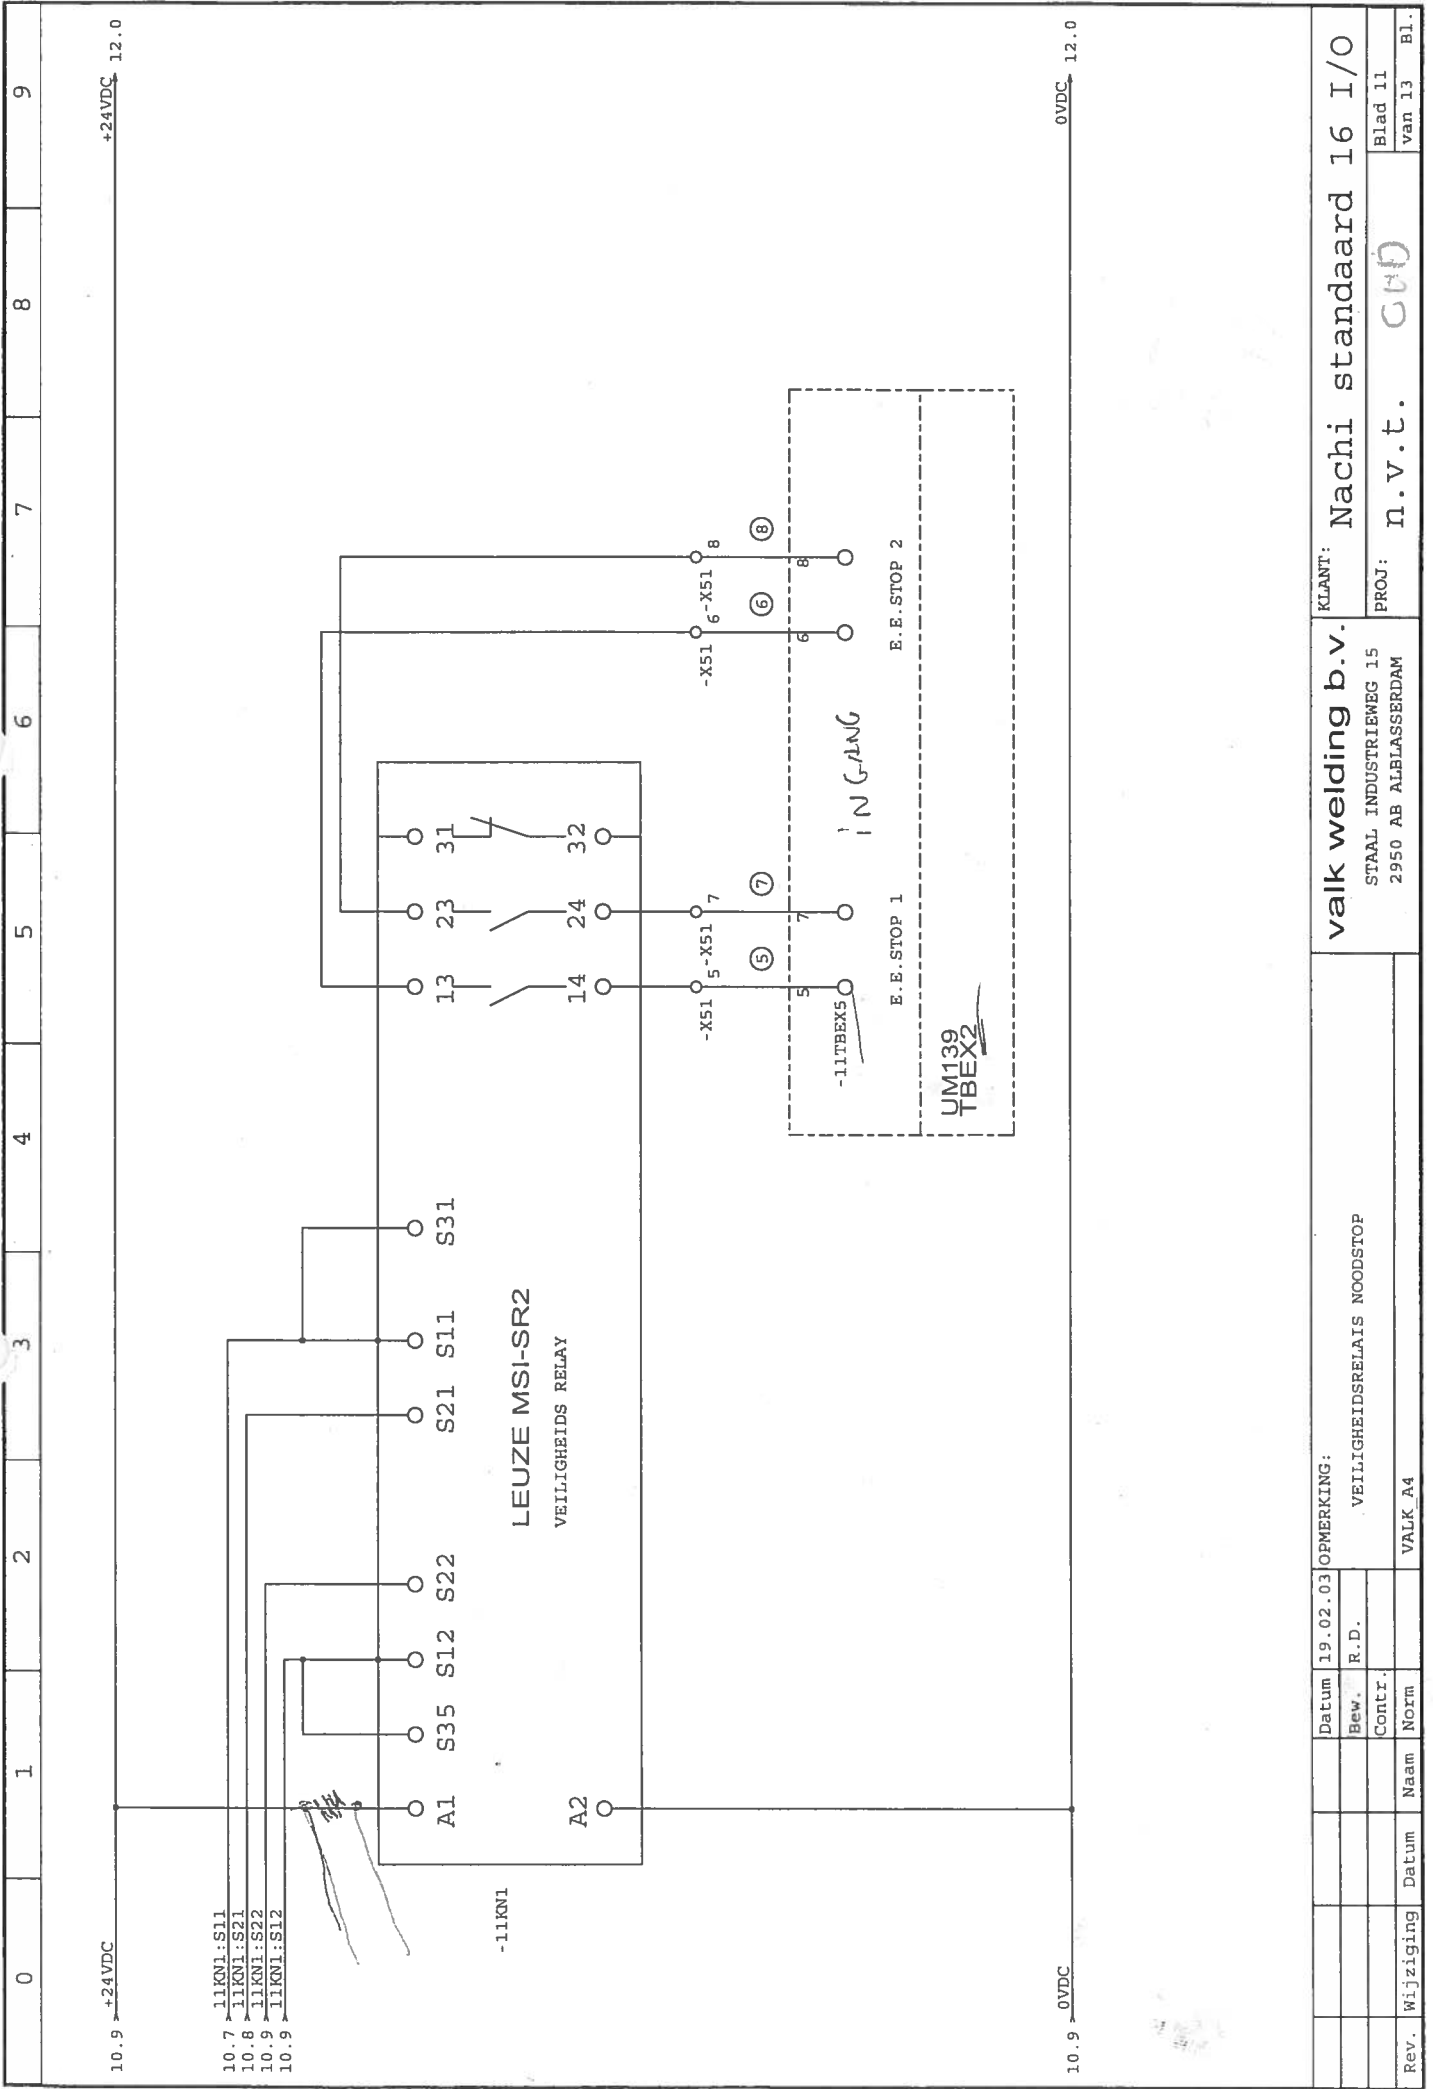 0 1 2 3 4 5 6 7 8 9
10.9 +24VDC
+24VDC 12.0
10.7 11KN1:S11
10.8 11KN1:S21
10.9 11KN1:S22
10.9 11KN1:S12
A1 S35 S12 S22 S21 S11 S31 13 23 31
-11KN1
LEUZE MSI-SR2
VEILIGHEIDS RELAY
A2 14 24 32
-X51 5 -X51 7 -X51 6 -X51 8
5 7 6 8
5 7 6 8
-11TBEX5
INGANG
E.E.STOP 1
E.E.STOP 2
UM139
TBEX2
10.9 0VDC
0VDC 12.0
Datum 19.02.03 OPMERKING:
Bew. R.D.
VEILIGHEIDSRELAIS NOODSTOP
Contr.
Rev. Wijziging Datum Naam Norm VALK_A4
valk welding b.v.
STAAL INDUSTRIEWEG 15
2950 AB ALBLASSERDAM
KLANT: Nachi standaard 16 I/O
PROJ: n.v.t. OUD
Blad 11
van 13 Bl.